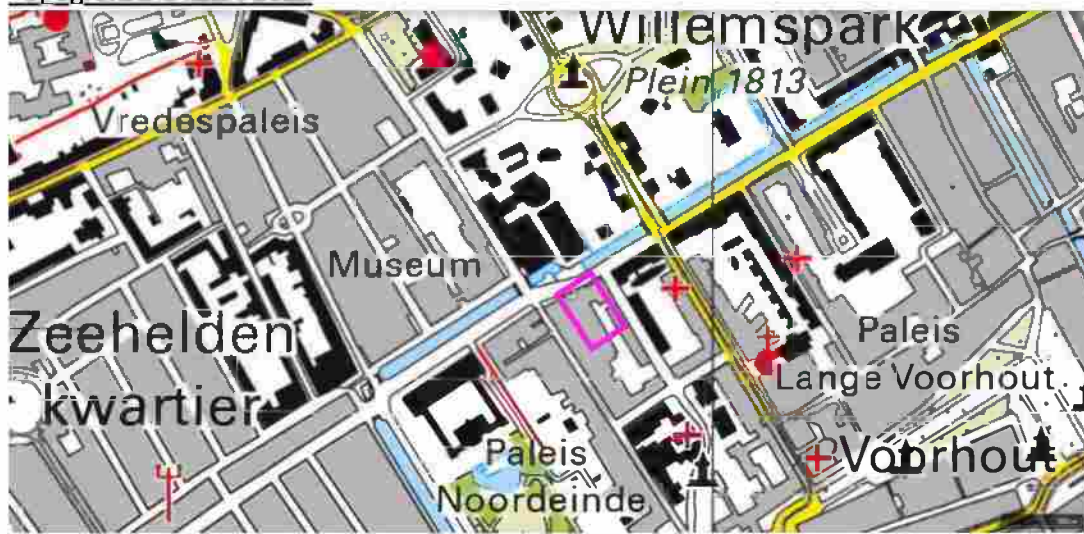 Willemspark
Plein 1813
Vredespaleis
Museum
Zeehelden
kwartier
Paleis
Lange Voorhout
Paleis
Noordeinde
Voorhout